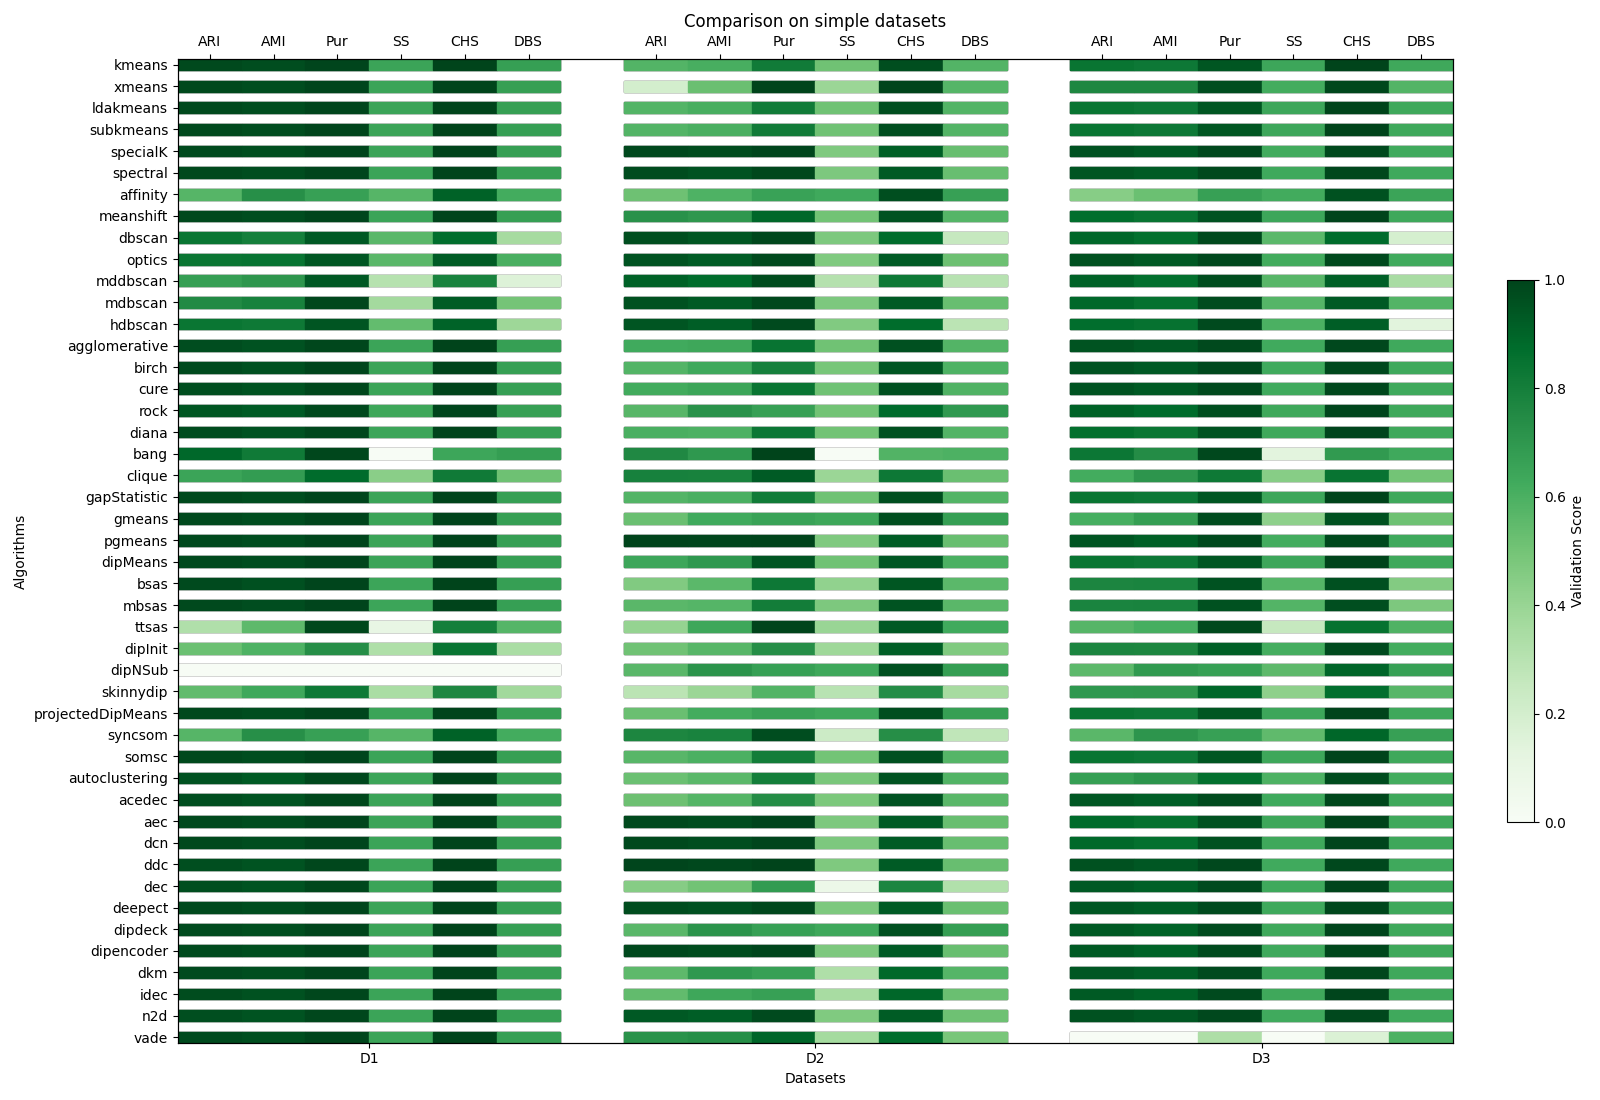 Comparison on simple datasets
ARI AMI Pur SS CHS DBS ARI AMI Pur SS CHS DBS ARI AMI Pur SS CHS DBS
kmeans
xmeans
ldakmeans
subkmeans
specialK
spectral
affinity
meanshift
dbscan
optics
mddbscan
mdbscan
hdbscan
agglomerative
birch
cure
rock
diana
bang
clique
gapStatistic
gmeans
pgmeans
dipMeans
bsas
mbsas
ttsas
dipInit
dipNSub
skinnydip
projectedDipMeans
syncsom
somsc
autoclustering
acedec
aec
dcn
ddc
dec
deepect
dipdeck
dipencoder
dkm
idec
n2d
vade
Algorithms
D1 D2 D3
Datasets
1.0
0.8
0.6
0.4
0.2
0.0
Validation Score